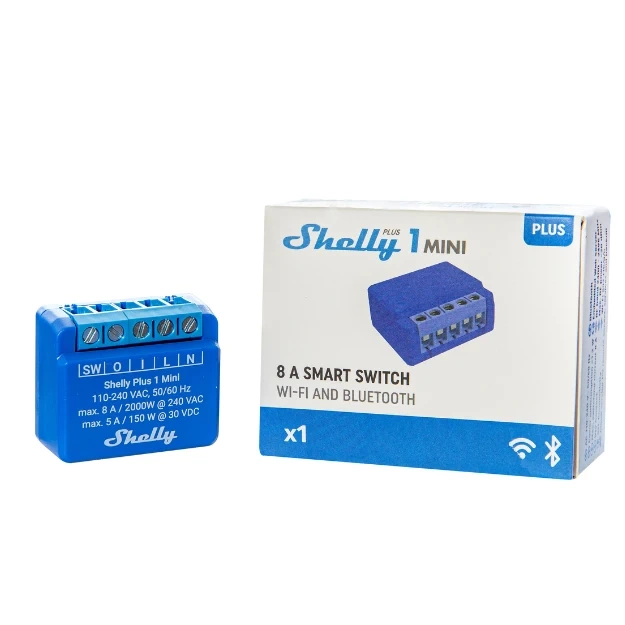 SW O I L N
Shelly Plus 1 Mini
110-240 VAC, 50/60 Hz
max. 8 A / 2000W @ 240 VAC
max. 5 A / 150 W @ 30 VDC
Shelly
PLUS
Shelly PLUS 1 MINI
8 A SMART SWITCH
WI-FI AND BLUETOOTH
x1